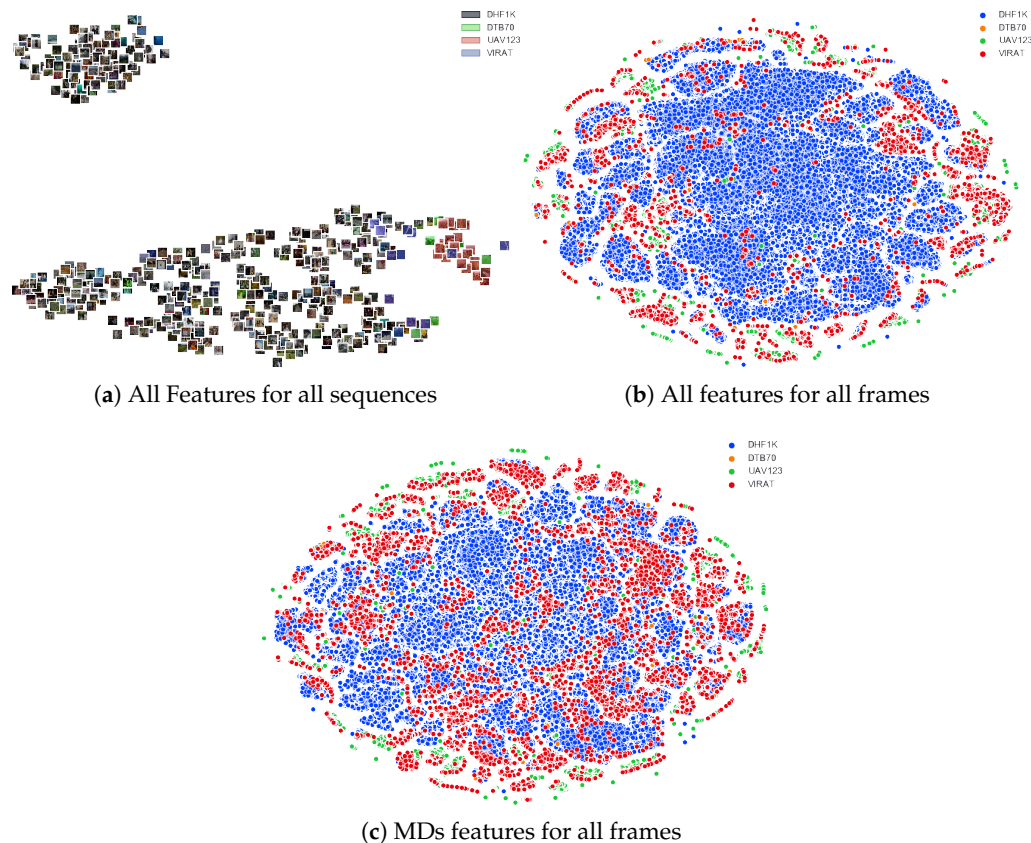 DHF1K
DTB70
UAV123
VIRAT
DHF1K
DTB70
UAV123
VIRAT
(a) All Features for all sequences
(b) All features for all frames
DHF1K
DTB70
UAV123
VIRAT
(c) MDs features for all frames